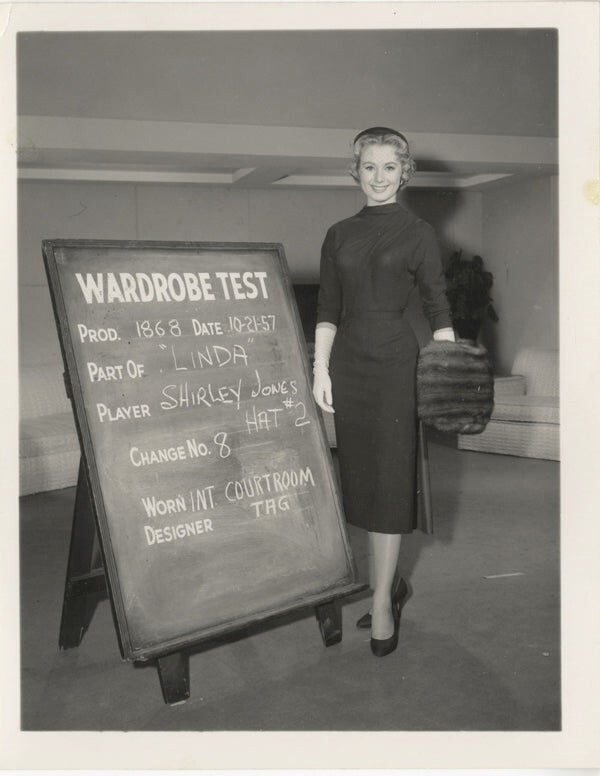 WARDROBE TEST
PROD. 1868 DATE 10-21-57
PART OF "LINDA"
PLAYER SHIRLEY JONES
HAT #2
CHANGE NO. 8
WORN INT. COURTROOM
DESIGNER TAG